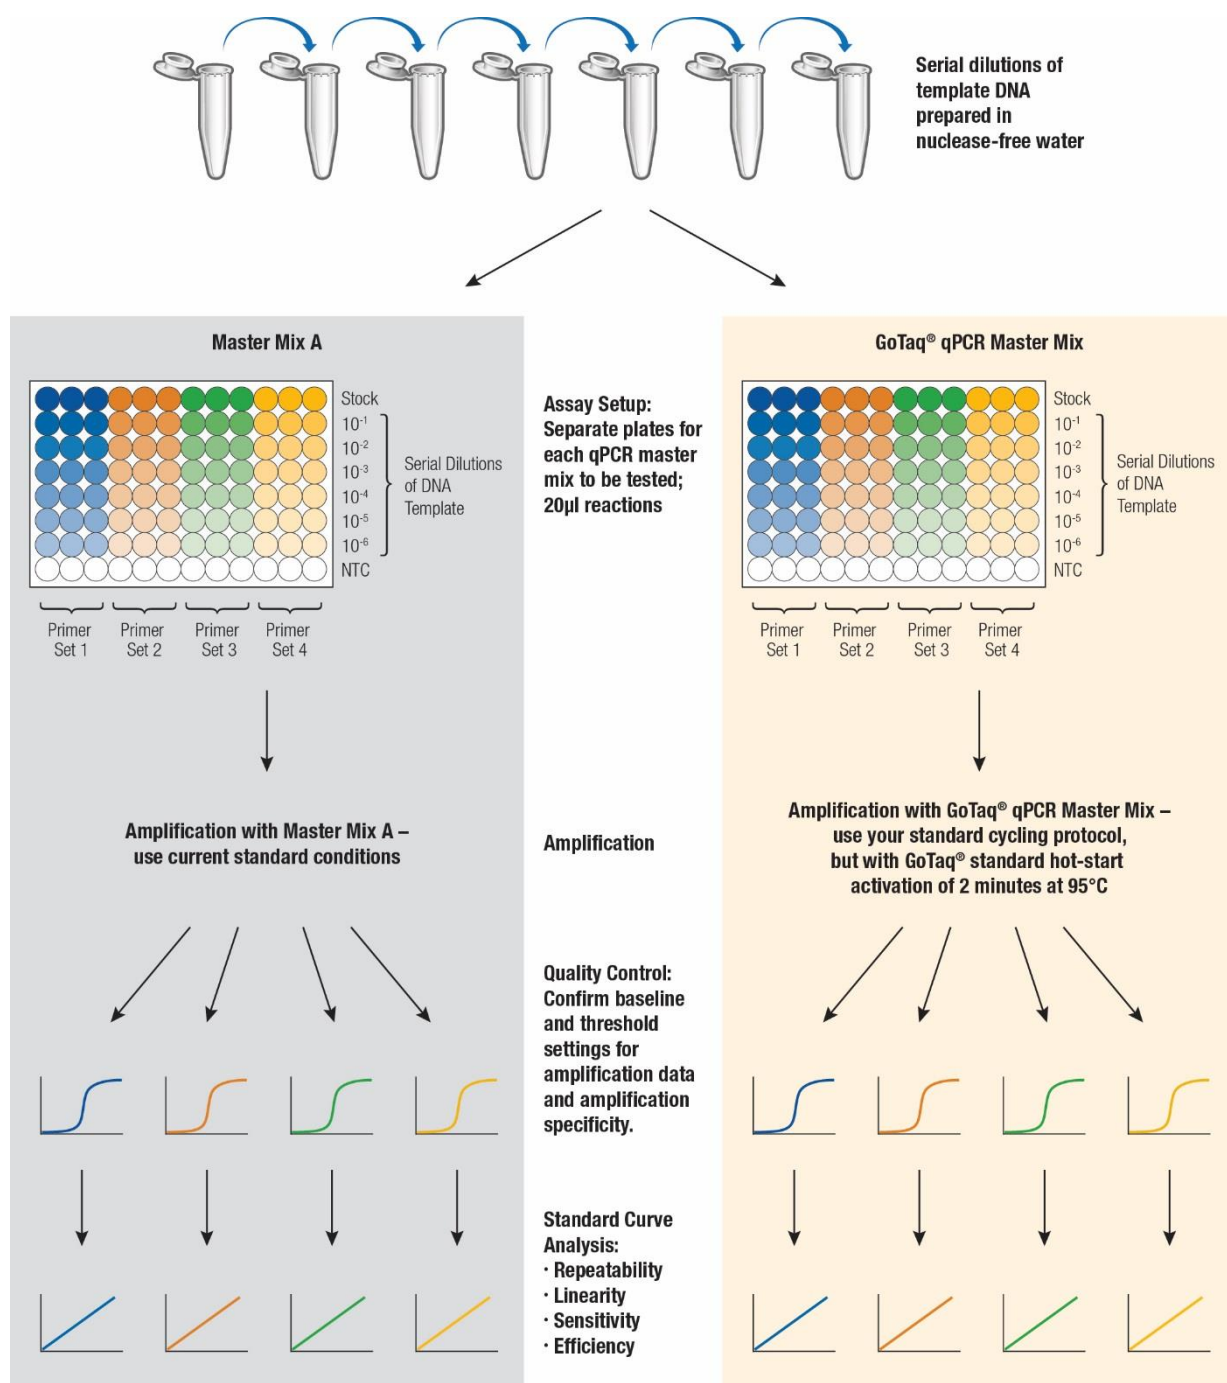 Serial dilutions of
template DNA
prepared in
nuclease-free water
Master Mix A
Stock
10⁻¹
10⁻²
10⁻³
10⁻⁴
10⁻⁵
10⁻⁶
NTC
Serial Dilutions
of DNA
Template
Primer
Set 1
Primer
Set 2
Primer
Set 3
Primer
Set 4
Assay Setup:
Separate plates for
each qPCR master
mix to be tested;
20µl reactions
GoTaq® qPCR Master Mix
Stock
10⁻¹
10⁻²
10⁻³
10⁻⁴
10⁻⁵
10⁻⁶
NTC
Serial Dilutions
of DNA
Template
Primer
Set 1
Primer
Set 2
Primer
Set 3
Primer
Set 4
Amplification with Master Mix A –
use current standard conditions
Amplification
Amplification with GoTaq® qPCR Master Mix –
use your standard cycling protocol,
but with GoTaq® standard hot-start
activation of 2 minutes at 95°C
Quality Control:
Confirm baseline
and threshold
settings for
amplification data
and amplification
specificity.
Standard Curve
Analysis:
· Repeatability
· Linearity
· Sensitivity
· Efficiency